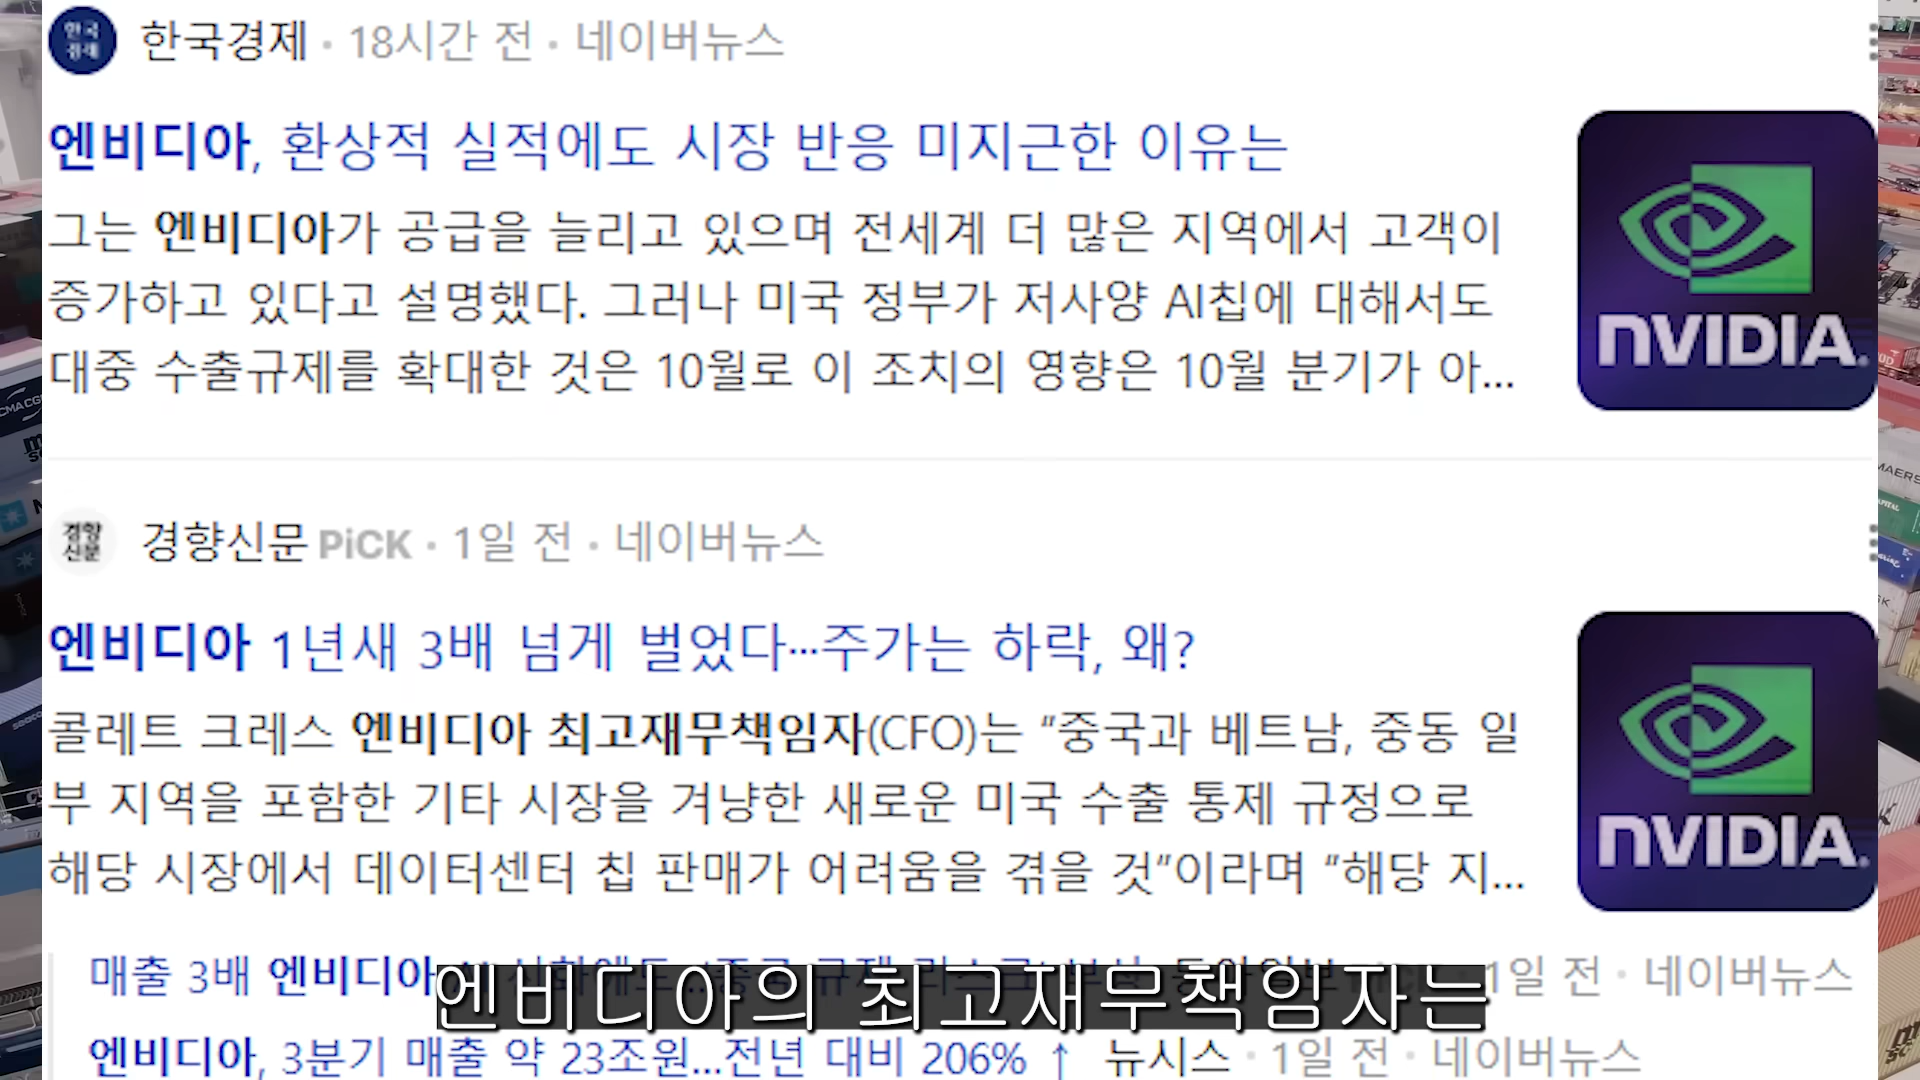 한국경제 · 18시간 전 · 네이버뉴스
엔비디아, 환상적 실적에도 시장 반응 미지근한 이유는
그는 엔비디아가 공급을 늘리고 있으며 전세계 더 많은 지역에서 고객이
증가하고 있다고 설명했다. 그러나 미국 정부가 저사양 AI칩에 대해서도
대중 수출규제를 확대한 것은 10월로 이 조치의 영향은 10월 분기가 아...
NVIDIA.
경향신문 PiCK · 1일 전 · 네이버뉴스
엔비디아 1년새 3배 넘게 벌었다…주가는 하락, 왜?
콜레트 크레스 엔비디아 최고재무책임자(CFO)는 “중국과 베트남, 중동 일
부 지역을 포함한 기타 시장을 겨냥한 새로운 미국 수출 통제 규정으로
해당 시장에서 데이터센터 칩 판매가 어려움을 겪을 것”이라며 “해당 지...
NVIDIA.
매출 3배 엔비디아 1일 전 · 네이버뉴스
엔비디아의 최고재무책임자는
엔비디아, 3분기 매출 약 23조원...전년 대비 206% ↑ 뉴시스 · 1일 전 · 네이버뉴스